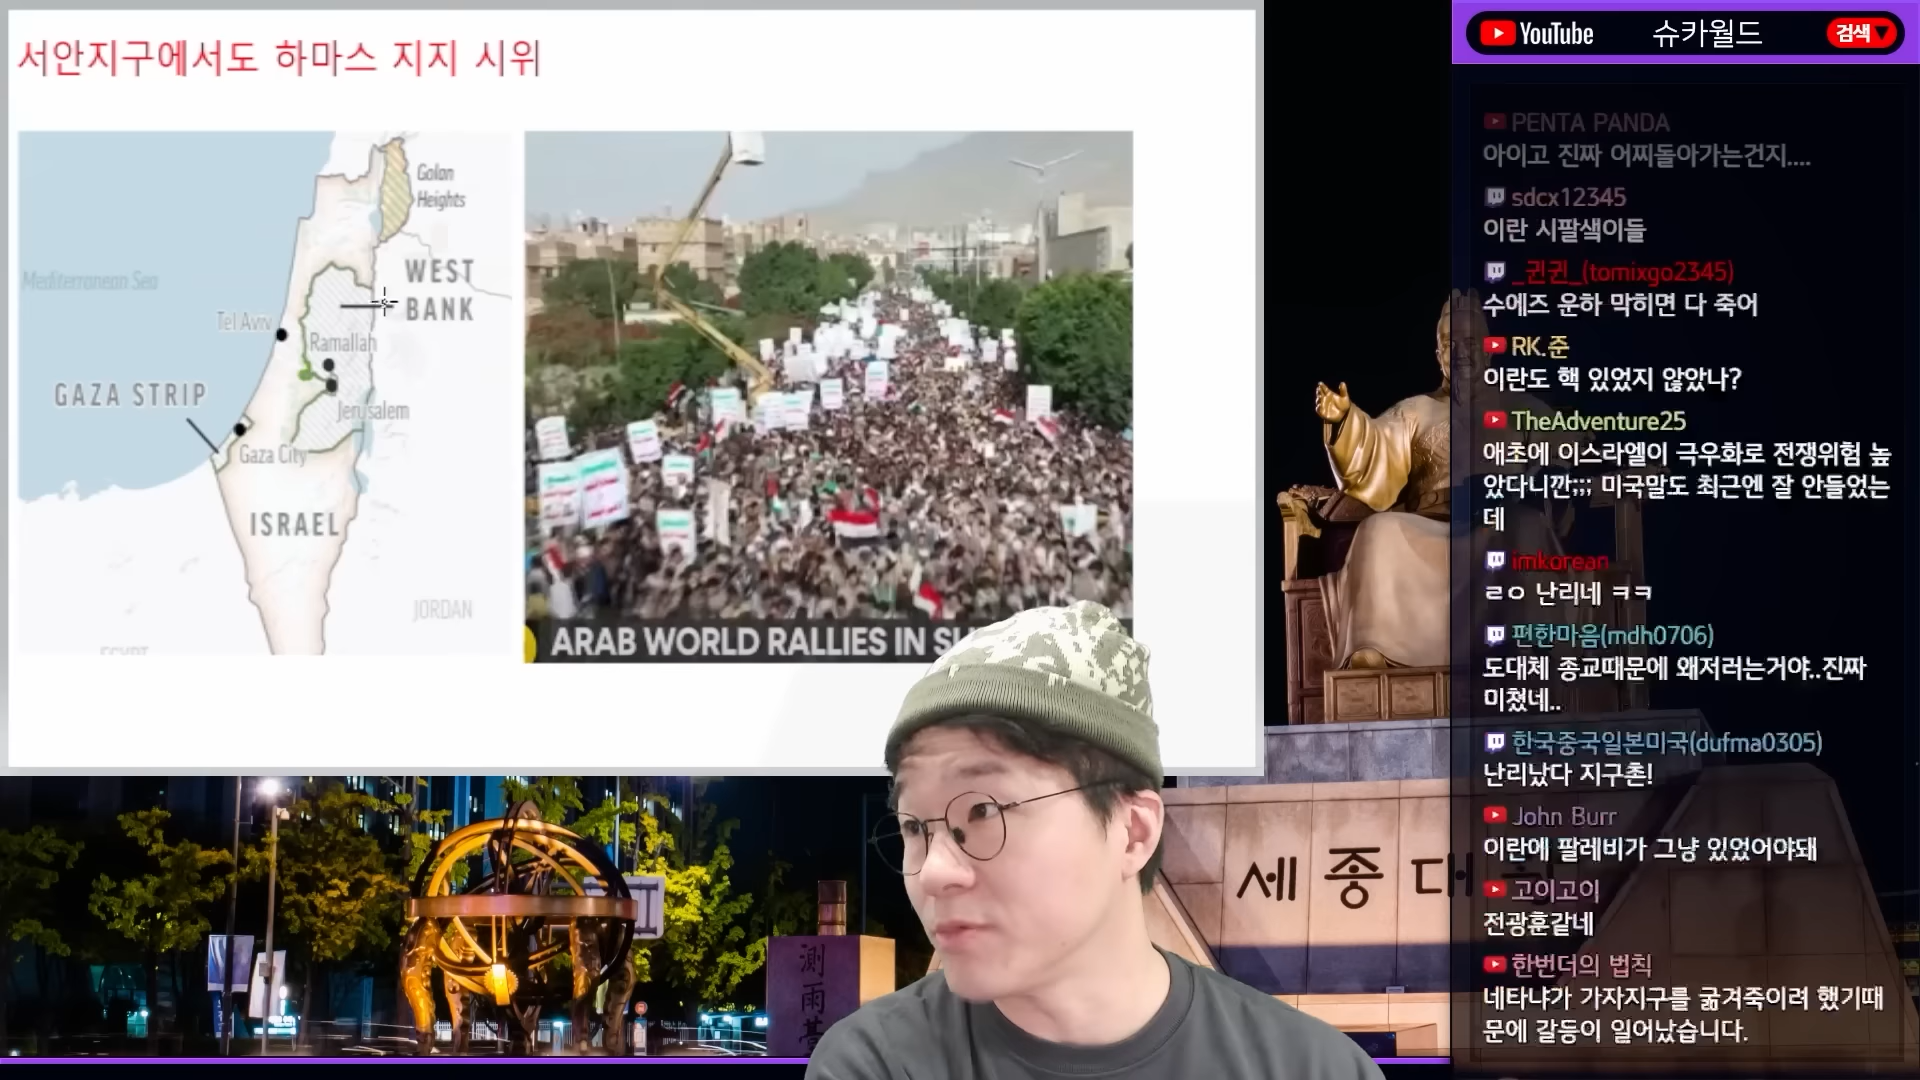 서안지구에서도 하마스 지지 시위
Golan
Heights
Mediterranean Sea
WEST
BANK
Tel Aviv
Ramallah
GAZA STRIP
Jerusalem
Gaza City
ISRAEL
JORDAN
ARAB WORLD RALLIES IN
세종대
測
雨
YouTube
슈카월드
검색▼
PENTA PANDA
아이고 진짜 어찌돌아가는건지....
sdcx12345
이란 시팔색이들
_귄귄_(tomixgo2345)
수에즈 운하 막히면 다 죽어
RK.준
이란도 핵 있었지 않았나?
TheAdventure25
애초에 이스라엘이 극우화로 전쟁위험 높
았다니깐;;; 미국말도 최근엔 잘 안들었는
데
imkorean
ㄹㅇ 난리네 ㅋㅋ
편한마음(mdh0706)
도대체 종교때문에 왜저러는거야..진짜
미쳤네..
한국중국일본미국(dufma0305)
난리났다 지구촌!
John Burr
이란에 팔레비가 그냥 있었어야돼
고이고이
전광훈같네
한번더의 법칙
네타냐가 가자지구를 굶겨죽이려 했기때
문에 갈등이 일어났습니다.